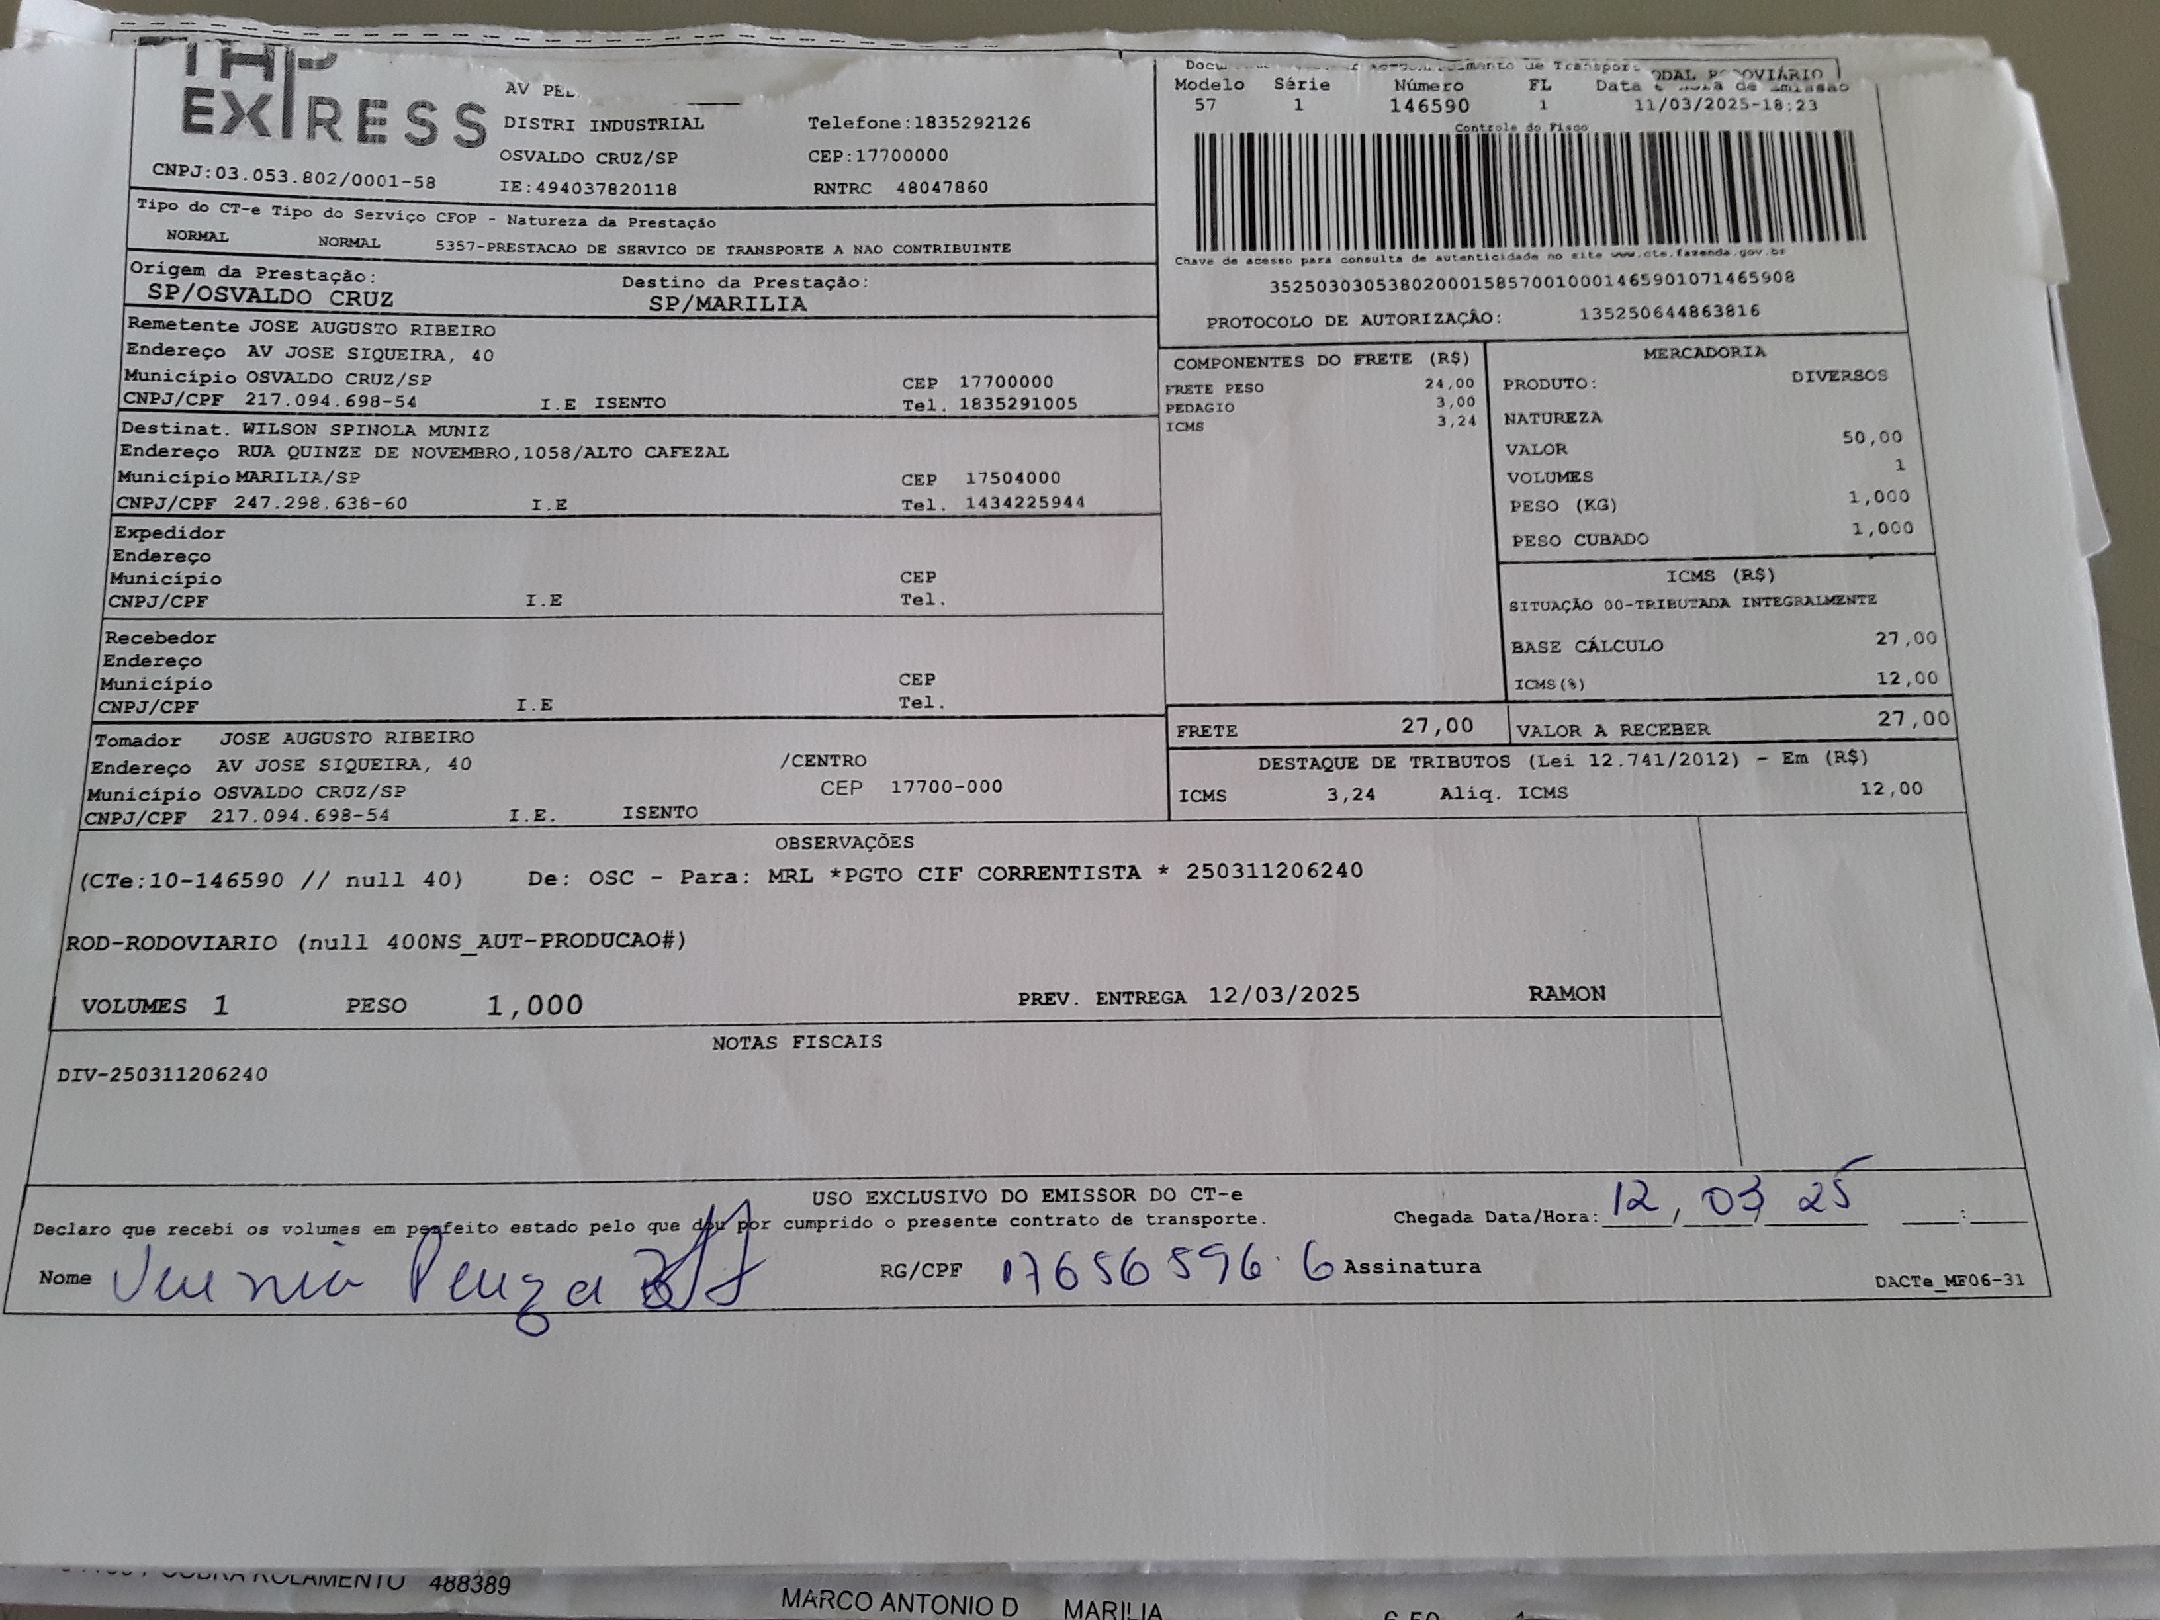 EXPRESS
CNPJ:03.053.802/0001-58
AV
DISTRI INDUSTRIAL Telefone:1835292126
OSVALDO CRUZ/SP CEP:17700000
IE:494037820118 RNTRC 48047860
Tipo do CT-e Tipo do Serviço CFOP - Natureza da Prestação
NORMAL NORMAL 5357-PRESTACAO DE SERVICO DE TRANSPORTE A NAO CONTRIBUINTE
Origem da Prestação: Destino da Prestação:
SP/OSVALDO CRUZ SP/MARILIA
Remetente JOSE AUGUSTO RIBEIRO
Endereço AV JOSE SIQUEIRA, 40
Município OSVALDO CRUZ/SP CEP 17700000
CNPJ/CPF 217.094.698-54 I.E ISENTO Tel. 1835291005
Destinat. WILSON SPINOLA MUNIZ
Endereço RUA QUINZE DE NOVEMBRO,1058/ALTO CAFEZAL
Município MARILIA/SP CEP 17504000
CNPJ/CPF 247.298.638-60 I.E Tel. 1434225944
Expedidor
Endereço
Município CEP
CNPJ/CPF I.E Tel.
Recebedor
Endereço
Município CEP
CNPJ/CPF I.E Tel.
Tomador JOSE AUGUSTO RIBEIRO
Endereço AV JOSE SIQUEIRA, 40 /CENTRO
Município OSVALDO CRUZ/SP CEP 17700-000
CNPJ/CPF 217.094.698-54 I.E. ISENTO
de Transport RODOVIÁRIO
Modelo Série Número FL Data e Hora de Emissão
57 1 146590 1 11/03/2025-18:23
Controle do Fisco
Chave de acesso para consulta de autenticidade no site www.cte.fazenda.gov.br
35250303053802000158570010001465901071465908
PROTOCOLO DE AUTORIZAÇÂO: 135250644863816
COMPONENTES DO FRETE (R$)
FRETE PESO 24,00
PEDAGIO 3,00
ICMS 3,24
MERCADORIA
PRODUTO: DIVERSOS
NATUREZA
VALOR 50,00
VOLUMES 1
PESO (KG) 1,000
PESO CUBADO 1,000
ICMS (R$)
SITUAÇÃO 00-TRIBUTADA INTEGRALMENTE
BASE CÁLCULO 27,00
ICMS(%) 12,00
FRETE 27,00 VALOR A RECEBER 27,00
DESTAQUE DE TRIBUTOS (Lei 12.741/2012) - Em (R$)
ICMS 3,24 Aliq. ICMS 12,00
OBSERVAÇÕES
(CTe:10-146590 // null 40) De: OSC - Para: MRL *PGTO CIF CORRENTISTA * 250311206240
ROD-RODOVIARIO (null 400NS_AUT-PRODUCAO#)
VOLUMES 1 PESO 1,000 PREV. ENTREGA 12/03/2025 RAMON
NOTAS FISCAIS
DIV-250311206240
USO EXCLUSIVO DO EMISSOR DO CT-e
Declaro que recebi os volumes em perfeito estado pelo que dou por cumprido o presente contrato de transporte. Chegada Data/Hora: 12/03/25 :
Nome RG/CPF 17656596.6 Assinatura
DACTe_MF06-31
ROLAMENTO 488389 MARCO ANTONIO D MARILIA